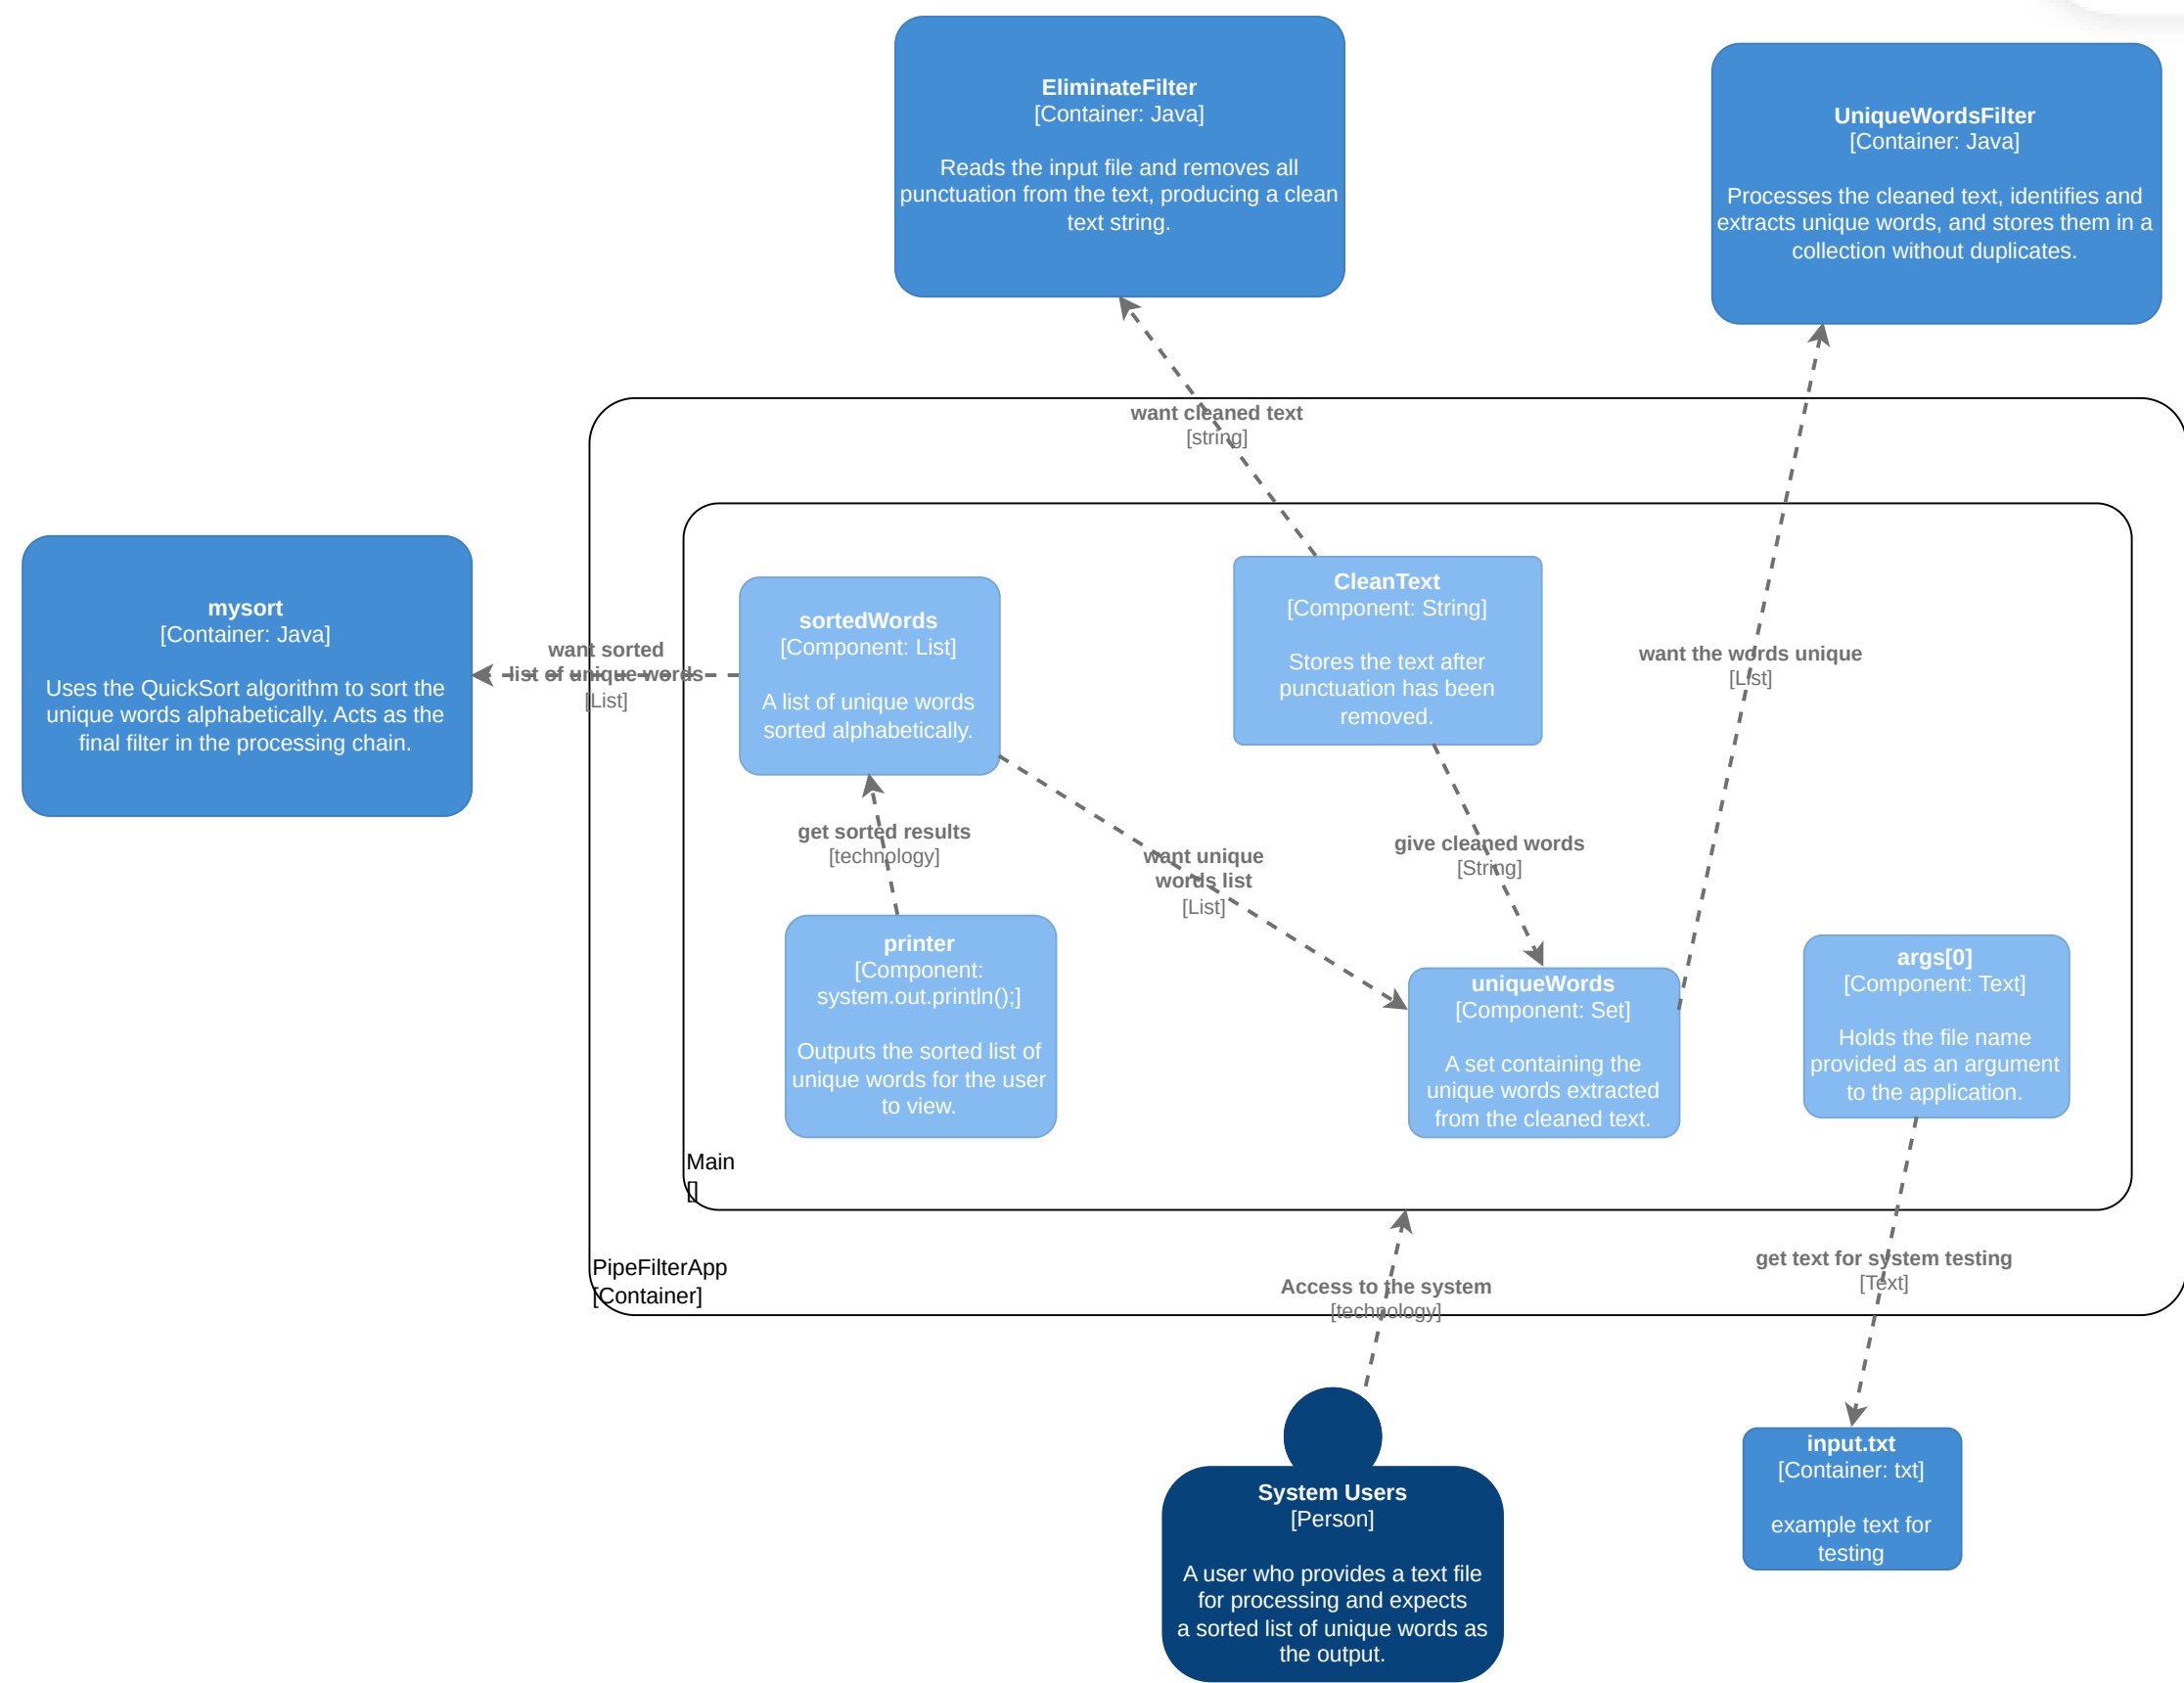 EliminateFilter
[Container: Java]
Reads the input file and removes all
punctuation from the text, producing a clean
text string.
UniqueWordsFilter
[Container: Java]
Processes the cleaned text, identifies and
extracts unique words, and stores them in a
collection without duplicates.
want cleaned text
[string]
mysort
[Container: Java]
Uses the QuickSort algorithm to sort the
unique words alphabetically. Acts as the
final filter in the processing chain.
want sorted
list of unique words
[List]
sortedWords
[Component: List]
A list of unique words
sorted alphabetically.
CleanText
[Component: String]
Stores the text after
punctuation has been
removed.
want the words unique
[List]
get sorted results
[technology]
want unique
words list
[List]
give cleaned words
[String]
printer
[Component:
system.out.println();]
Outputs the sorted list of
unique words for the user
to view.
uniqueWords
[Component: Set]
A set containing the
unique words extracted
from the cleaned text.
args[0]
[Component: Text]
Holds the file name
provided as an argument
to the application.
Main
[]
PipeFilterApp
[Container]
Access to the system
[technology]
get text for system testing
[Text]
System Users
[Person]
A user who provides a text file
for processing and expects
a sorted list of unique words as
the output.
input.txt
[Container: txt]
example text for
testing